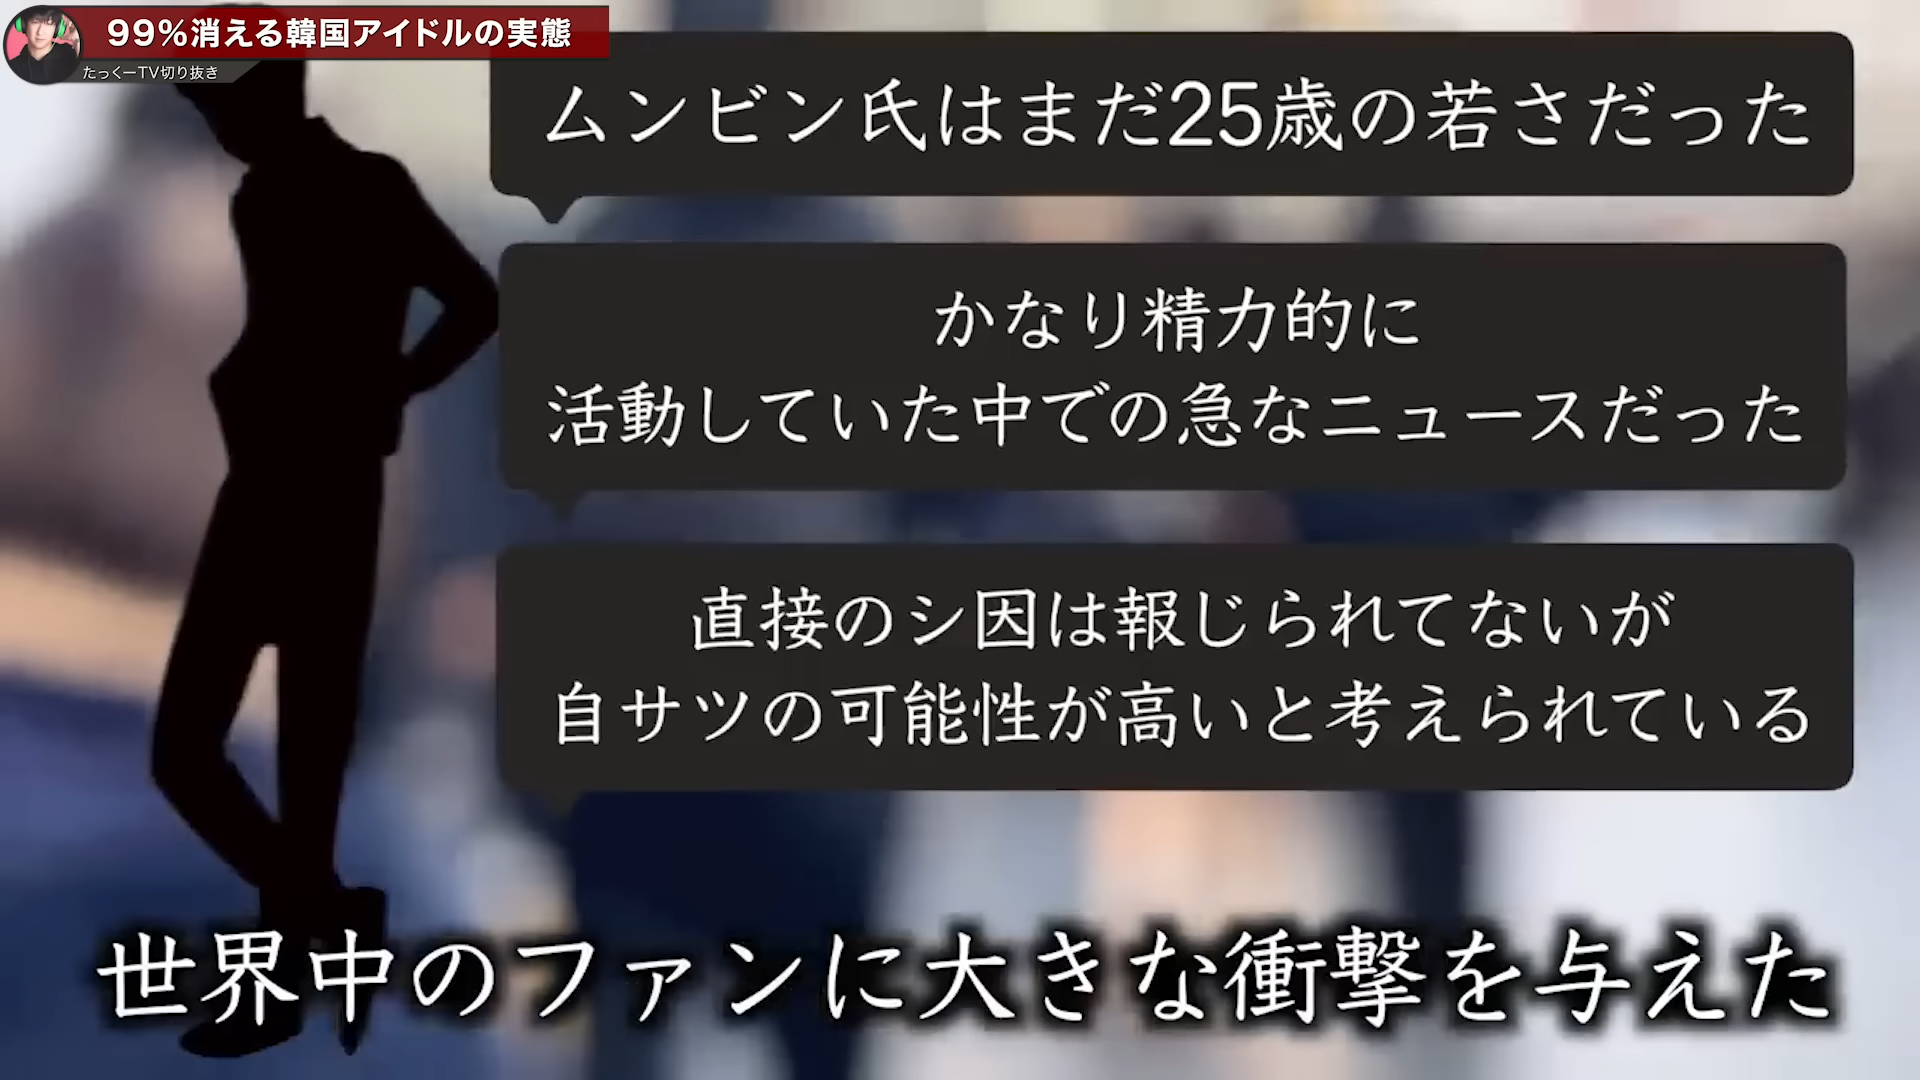 99%消える韓国アイドルの実態
たっくーTV切り抜き
ムンビン氏はまだ25歳の若さだった
かなり精力的に
活動していた中での急なニュースだった
直接のシ因は報じられてないが
自サツの可能性が高いと考えられている
世界中のファンに大きな衝撃を与えた